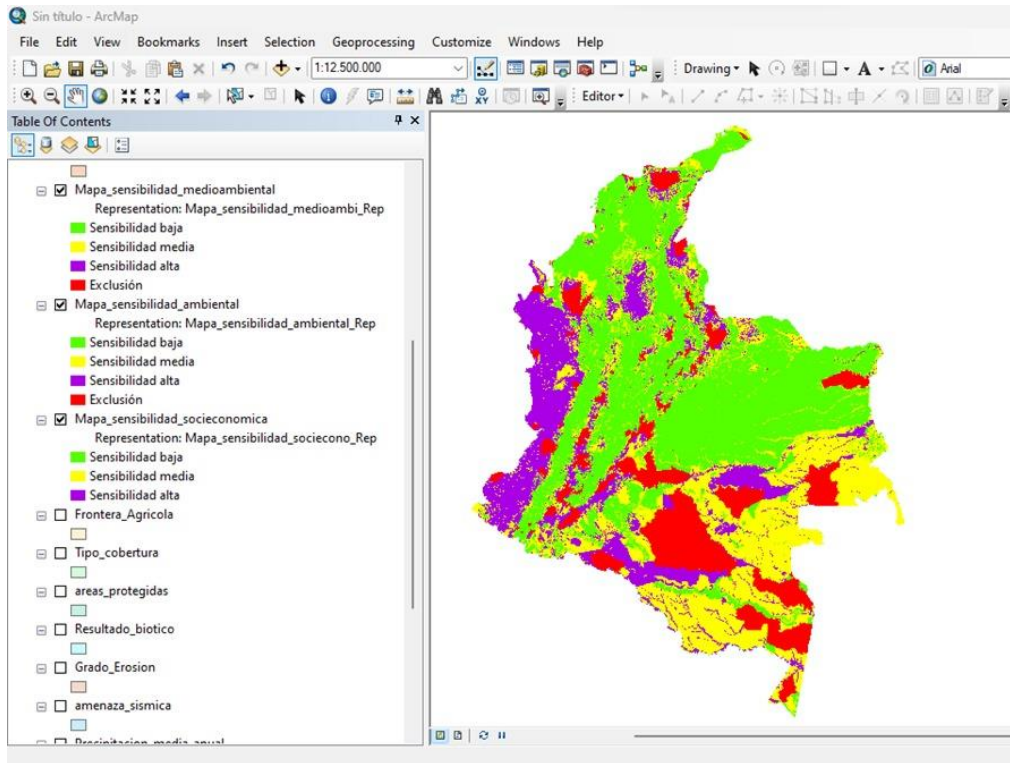 Sin título - ArcMap
File Edit View Bookmarks Insert Selection Geoprocessing Customize Windows Help
1:12.500.000 Drawing A Arial
Editor
Table Of Contents
Mapa_sensibilidad_medioambiental
Representation: Mapa_sensibilidad_medioambi_Rep
Sensibilidad baja
Sensibilidad media
Sensibilidad alta
Exclusión
Mapa_sensibilidad_ambiental
Representation: Mapa_sensibilidad_ambiental_Rep
Sensibilidad baja
Sensibilidad media
Sensibilidad alta
Exclusión
Mapa_sensibilidad_socieconomica
Representation: Mapa_sensibilidad_sociecono_Rep
Sensibilidad baja
Sensibilidad media
Sensibilidad alta
Frontera_Agricola
Tipo_cobertura
areas_protegidas
Resultado_biotico
Grado_Erosion
amenaza_sismica
Precipitacion_media_anual